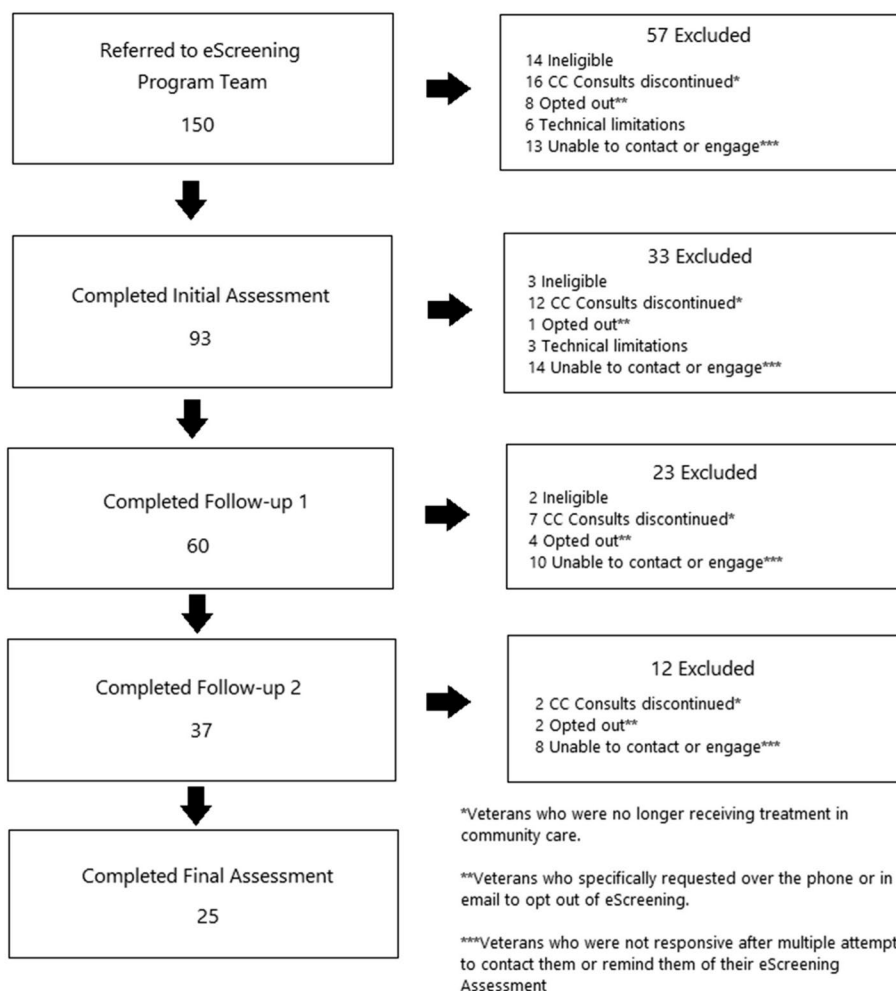 Referred to eScreening
Program Team
150
57 Excluded
14 Ineligible
16 CC Consults discontinued*
8 Opted out**
6 Technical limitations
13 Unable to contact or engage***
Completed Initial Assessment
93
33 Excluded
3 Ineligible
12 CC Consults discontinued*
1 Opted out**
3 Technical limitations
14 Unable to contact or engage***
Completed Follow-up 1
60
23 Excluded
2 Ineligible
7 CC Consults discontinued*
4 Opted out**
10 Unable to contact or engage***
Completed Follow-up 2
37
12 Excluded
2 CC Consults discontinued*
2 Opted out**
8 Unable to contact or engage***
Completed Final Assessment
25
*Veterans who were no longer receiving treatment in
community care.
**Veterans who specifically requested over the phone or in
email to opt out of eScreening.
***Veterans who were not responsive after multiple attempt
to contact them or remind them of their eScreening
Assessment